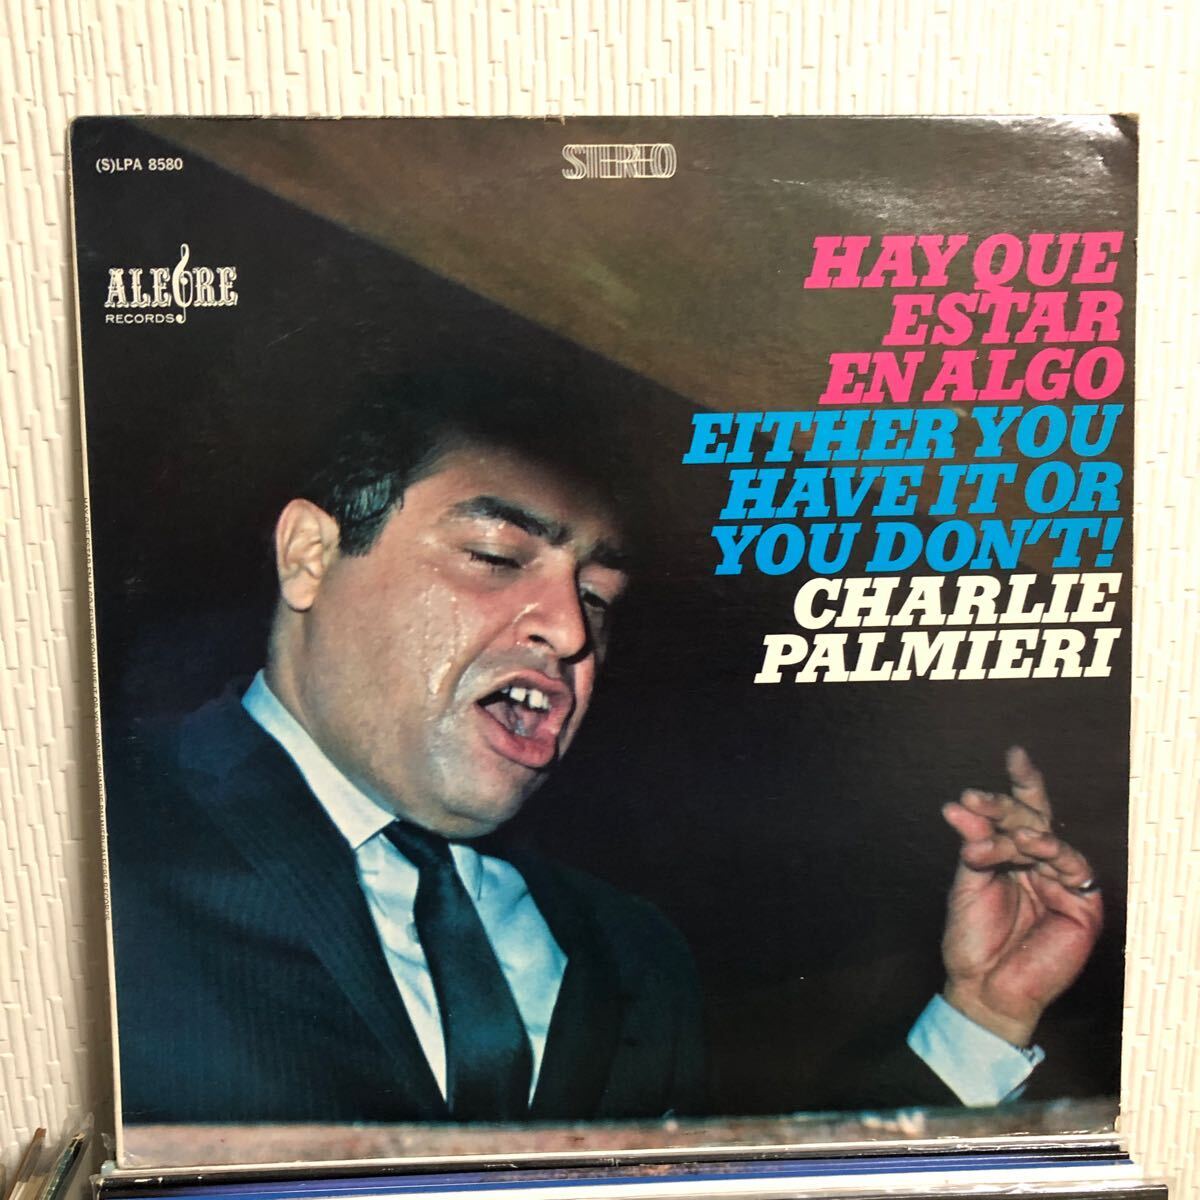 (S)LPA 8580
STEREO
ALEGRE
RECORDS
HAY QUE
ESTAR
EN ALGO
EITHER YOU
HAVE IT OR
YOU DON'T!
CHARLIE
PALMIERI